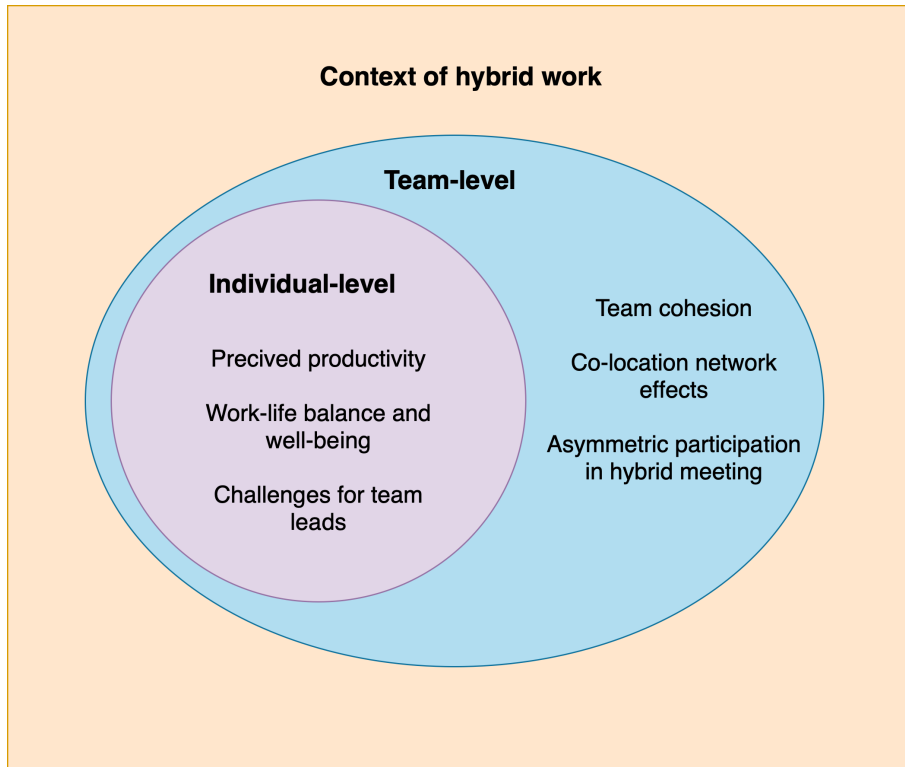 Context of hybrid work
Team-level
Individual-level
Precived productivity
Work-life balance and
well-being
Challenges for team
leads
Team cohesion
Co-location network
effects
Asymmetric participation
in hybrid meeting